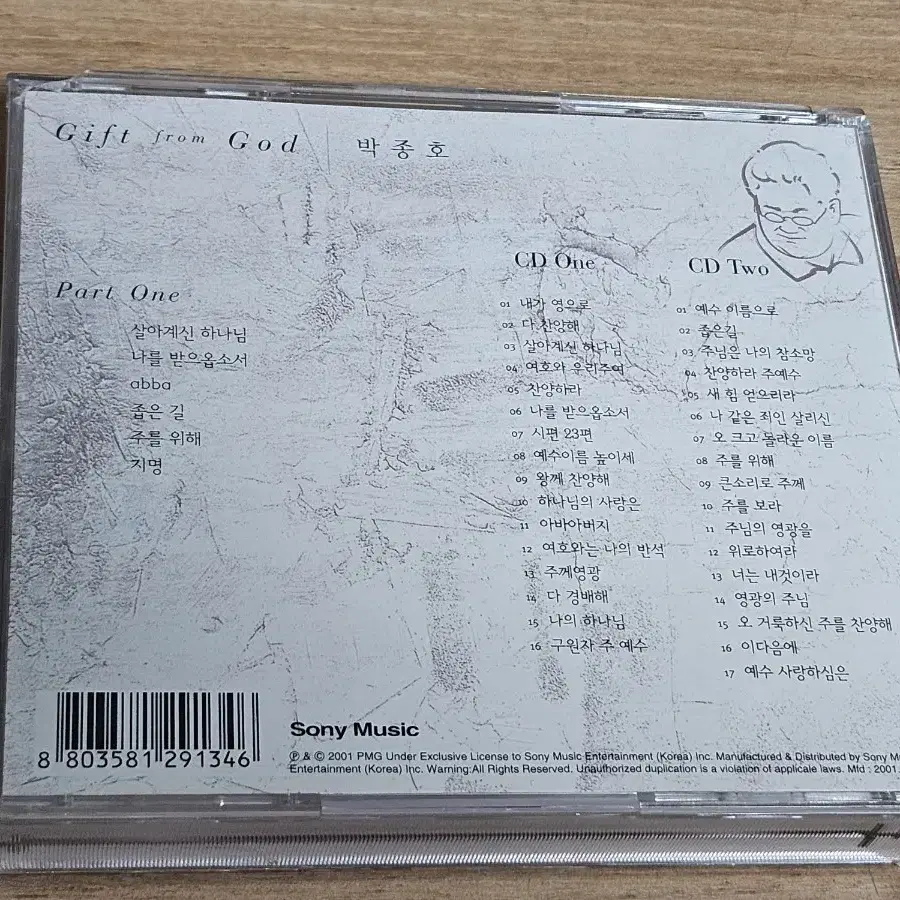 Gift from God 박종호
Part One
살아계신 하나님
나를 받으옵소서
abba
좁은 길
주를 위해
지명
CD One
01 내가 영으로
02 다 찬양해
03 살아계신 하나님
04 여호와 우리주여
05 찬양하라
06 나를 받으옵소서
07 시편 23편
08 예수이름 높이세
09 왕께 찬양해
10 하나님의 사랑은
11 아바아버지
12 여호와는 나의 반석
13 주께영광
14 다 경배해
15 나의 하나님
16 구원자 주 예수
CD Two
01 예수 이름으로
02 좁은길
03 주님은 나의 참소망
04 찬양하라 주예수
05 새 힘 얻으리라
06 나 같은 죄인 살리신
07 오 크고 놀라운 이름
08 주를 위해
09 큰소리로 주께
10 주를 보라
11 주님의 영광을
12 위로하여라
13 너는 내것이라
14 영광의 주님
15 오 거룩하신 주를 찬양해
16 이다음에
17 예수 사랑하심은
8 803581 291346
Sony Music
℗ & © 2001 PMG Under Exclusive License to Sony Music Entertainment (Korea) Inc. Manufactured & Distributed by Sony
Entertainment (Korea) Inc. Warning:All Rights Reserved. Unauthorized duplication is a violation of applicale laws. Mfd : 2001.